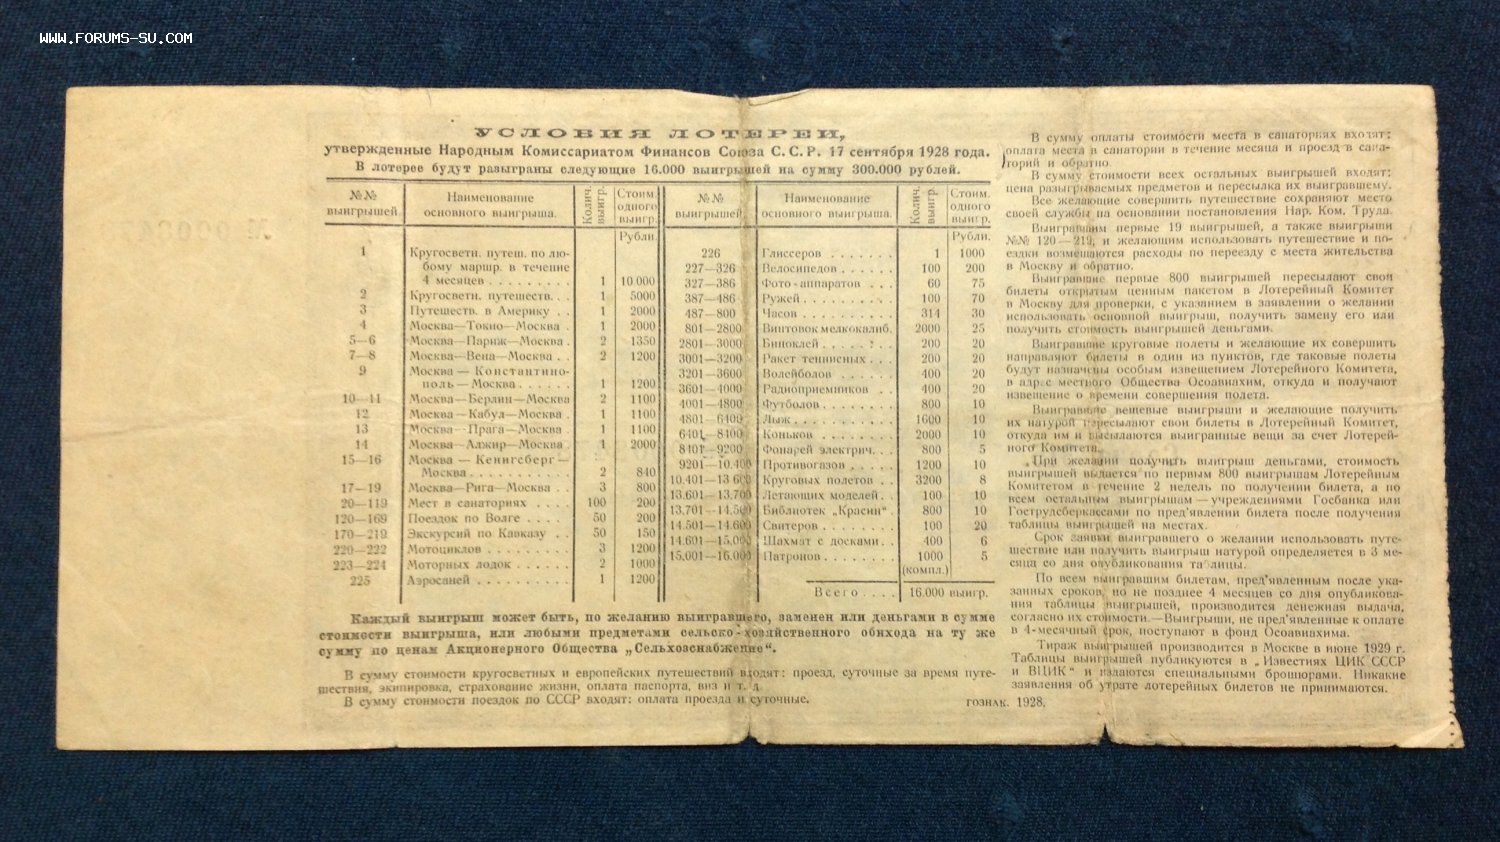 WWW.FORUMS-SU.COM
УСЛОВИЯ ЛОТЕРЕИ,
утвержденные Народным Комиссариатом Финансов Союза С.С.Р. 17 сентября 1928 года.
В лотерее будут разыграны следующие 16.000 выигрышей на сумму 300.000 рублей.
№№ выигрышей Наименование основного выигрыша. Колич. выигр. Стоим. одного выигр.
Рубли.
1 Кругосветн. путеш. по лю-
бому маршр. в течение
4 месяцев . . . . . . . . . 1 10 000
2 Кругосветн. путешеств. . . 1 5000
3 Путешеств. в Америку . . 1 2000
4 Москва—Токио—Москва . 1 2000
5—6 Москва—Париж—Москва . 2 1350
7—8 Москва—Вена—Москва . . 2 1200
9 Москва — Константино-
поль — Москва . . . . . . 1 1200
10—11 Москва—Берлин—Москва 2 1100
12 Москва—Кабул—Москва . 1 1100
13 Москва—Прага—Москва . 1 1100
14 Москва—Алжир—Москва . 1 2000
15—16 Москва — Кенигсберг —
Москва . . . . . . . . . . 2 840
17—19 Москва—Рига—Москва . . 3 800
20—119 Мест в санаториях . . . . 100 200
120—169 Поездок по Волге . . . . 50 200
170—219 Экскурсий по Кавказу . . 50 150
220—222 Мотоциклов . . . . . . . . 3 1200
223—224 Моторных лодок . . . . . . 2 1000
225 Аэросаней . . . . . . . . . . 1 1200
№№ выигрышей Наименование основного выигрыша. Колич. выигр. Стоим. одного выигр.
Рубли.
226 Глиссеров . . . . . . . 1 1000
227—326 Велосипедов . . . . . . 100 200
327—386 Фото-аппаратов . . . 60 75
387—486 Ружей . . . . . . . . . . 100 70
487—800 Часов . . . . . . . . . . 314 30
801—2800 Винтовок мелкокалиб. 2000 25
2801—3000 Биноклей . . . . . . . 200 20
3001—3200 Ракет теннисных . . . 200 20
3201—3600 Волейболов . . . . . . 400 20
3601—4000 Радиоприемников . . 400 20
4001—4800 Футболов . . . . . . . . 800 10
4801—6400 Лыж . . . . . . . . . . . 1600 10
6401—8400 Коньков . . . . . . . . 2000 10
8401—9200 Фонарей электрич. . . 800 5
9201—10.400 Противогазов . . . . . 1200 10
10.401—13 600 Круговых полетов . . 3200 8
13.601—13.700 Летающих моделей . . 100 10
13.701—14.500 Библиотек „Красин“ . 800 10
14.501—14.600 Свитеров . . . . . . . . 100 20
14.601—15.000 Шахмат с досками . . 400 6
15.001—16.000 Патронов . . . . . . . . 1000 5
(компл.)
Всего . . . . 16.000 выигр.
Каждый выигрыш может быть, по желанию выигравшего, заменен или деньгами в сумме
стоимости выигрыша, или любыми предметами сельско-хозяйственного обихода на ту же
сумму по ценам Акционерного Общества „Сельхозснабжение“.
В сумму стоимости кругосветных и европейских путешествий входят: проезд, суточные за время путе-
шествия, экипировка, страхование жизни, оплата паспорта, виз и т. д.
В сумму стоимости поездок по СССР входят: оплата проезда и суточные.
гознак. 1928.
В сумму оплаты стоимости места в санаториях входят:
оплата места в санатории в течение месяца и проезд в сана-
торий и обратно
В сумму стоимости всех остальных выигрышей входят:
цена разыгрываемых предметов и пересылка их выигравшему.
Все желающие совершить путешествие сохраняют место
своей службы на основании постановления Нар. Ком. Труда.
Выигравшим первые 19 выигрышей, а также выигрыши
№№ 120—219, и желающим использовать путешествие и по-
ездки возмещаются расходы по переезду с места жительства
в Москву и обратно.
Выигравшие первые 800 выигрышей пересылают свои
билеты открытым ценным пакетом в Лотерейный Комитет
в Москву для проверки, с указанием в заявлении о желании
использовать основной выигрыш, получить замену его или
получить стоимость выигрышей деньгами.
Выигравшие круговые полеты и желающие их совершить
направляют билеты в один из пунктов, где таковые полеты
будут назначены особым извещением Лотерейного Комитета,
в адрес местного Общества Осоавиахим, откуда и получают
извещение о времени совершения полета.
Выигравшие вещевые выигрыши и желающие получить
их натурой пересылают свои билеты в Лотерейный Комитет,
откуда им и высылаются выигранные вещи за счет Лотерей-
ного Комитета.
При желании получить выигрыш деньгами, стоимость
выигрышей выдается по первым 800 выигрышам Лотерейным
Комитетом в течение 2 недель по получении билета, а по
всем остальным выигрышам — учреждениями Госбанка или
Гострудсберкассами по пред'явлении билета после получения
таблицы выигрышей на местах.
Срок заявки выигравшего о желании использовать путе-
шествие или получить выигрыш натурой определяется в 3 ме-
сяца со дня опубликования таблицы.
По всем выигравшим билетам, пред'явленным после ука-
занных сроков, но не позднее 4 месяцев со дня опубликова-
ния таблицы выигрышей, производится денежная выдача,
согласно их стоимости.—Выигрыши, не пред'явленные к оплате
в 4-месячный срок, поступают в фонд Осоавиахима.
Тираж выигрышей производится в Москве в июне 1929 г.
Таблицы выигрышей публикуются в „Известиях ЦИК СССР
и ВЦИК“ и издаются специальными брошюрами. Никакие
заявления об утрате лотерейных билетов не принимаются.